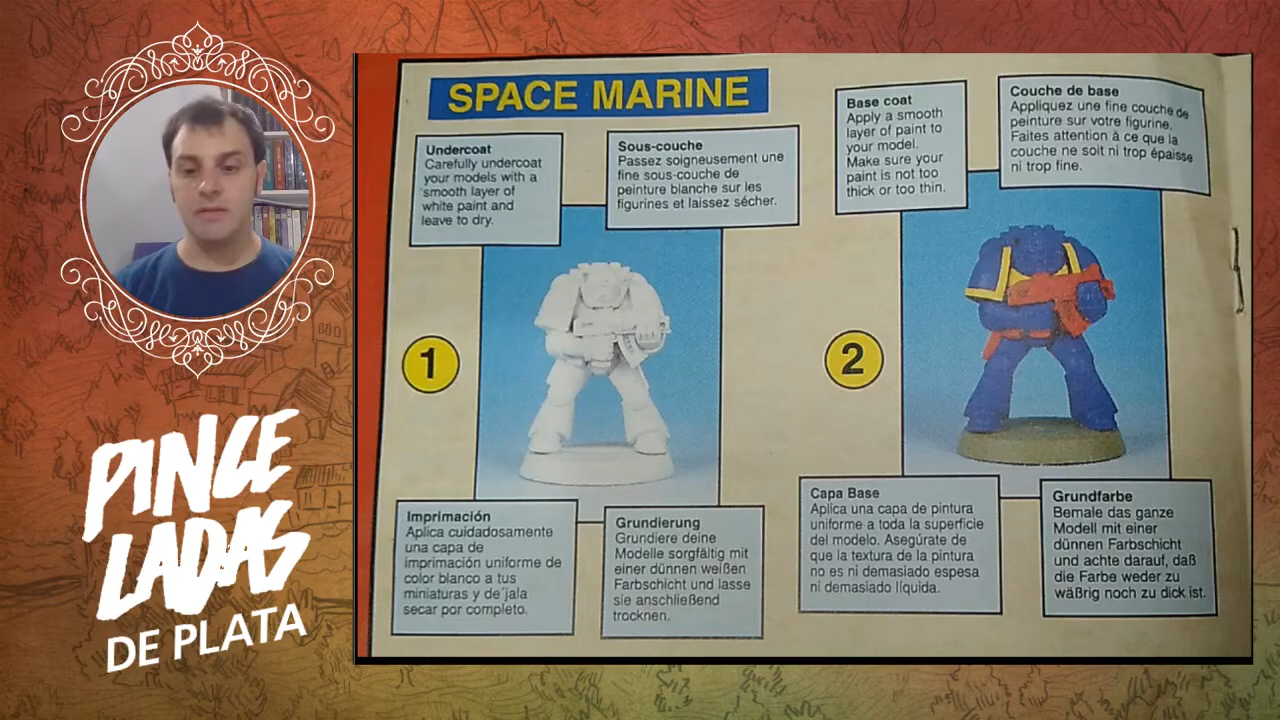 PINCE
LADAS
DE PLATA
SPACE MARINE
Undercoat
Carefully undercoat
your models with a
smooth layer of
white paint and
leave to dry.
Sous-couche
Passez soigneusement une
fine sous-couche de
peinture blanche sur les
figurines et laissez sécher.
Base coat
Apply a smooth
layer of paint to
your model.
Make sure your
paint is not too
thick or too thin.
Couche de base
Appliquez une fine couche de
peinture sur votre figurine.
Faites attention à ce que la
couche ne soit ni trop épaisse
ni trop fine.
1
2
Imprimación
Aplica cuidadosamente
una capa de
imprimación uniforme de
color blanco a tus
miniaturas y de´jala
secar por completo.
Grundierung
Grundiere deine
Modelle sorgfältig mit
einer dünnen weißen
Farbschicht und lasse
sie anschließend
trocknen.
Capa Base
Aplica una capa de pintura
uniforme a toda la superficie
del modelo. Asegúrate de
que la textura de la pintura
no es ni demasiado espesa
ni demasiado líquida.
Grundfarbe
Bemale das ganze
Modell mit einer
dünnen Farbschicht
und achte darauf, daß
die Farbe weder zu
wäßrig noch zu dick ist.